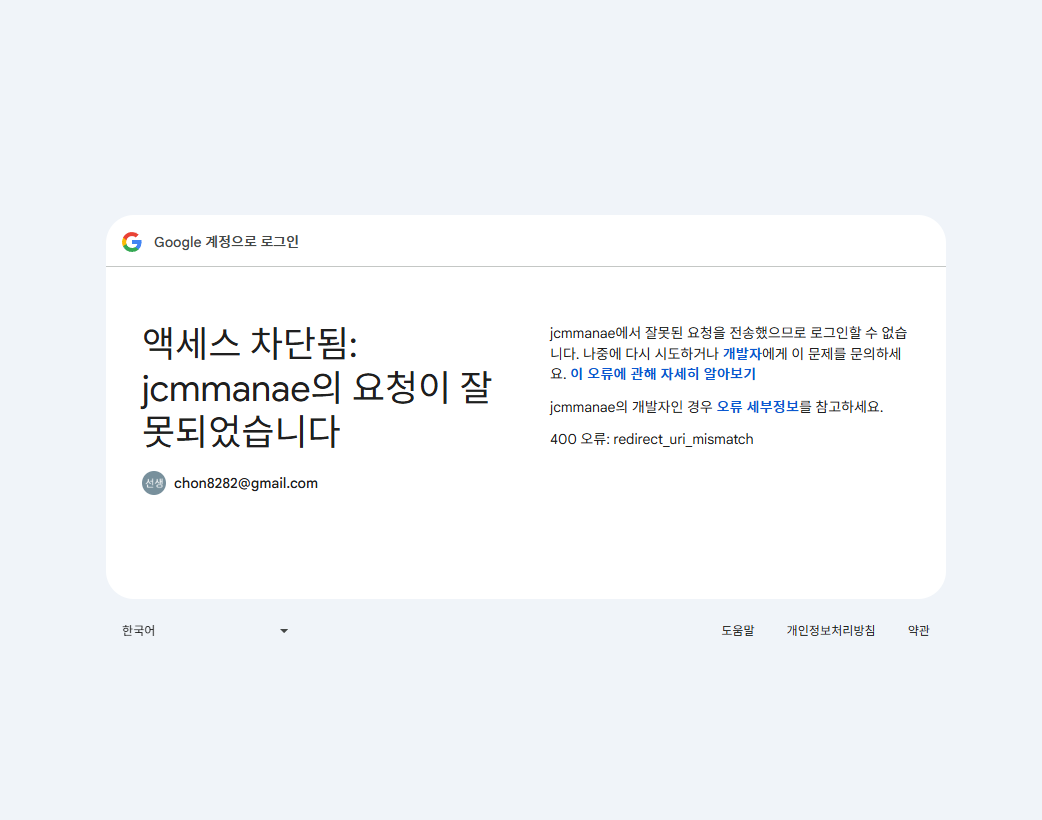 Google 계정으로 로그인
액세스 차단됨:
jcmmanae의 요청이 잘
못되었습니다
선생
chon8282@gmail.com
jcmmanae에서 잘못된 요청을 전송했으므로 로그인할 수 없습
니다. 나중에 다시 시도하거나 개발자에게 이 문제를 문의하세
요. 이 오류에 관해 자세히 알아보기
jcmmanae의 개발자인 경우 오류 세부정보를 참고하세요.
400 오류: redirect_uri_mismatch
한국어
도움말
개인정보처리방침
약관